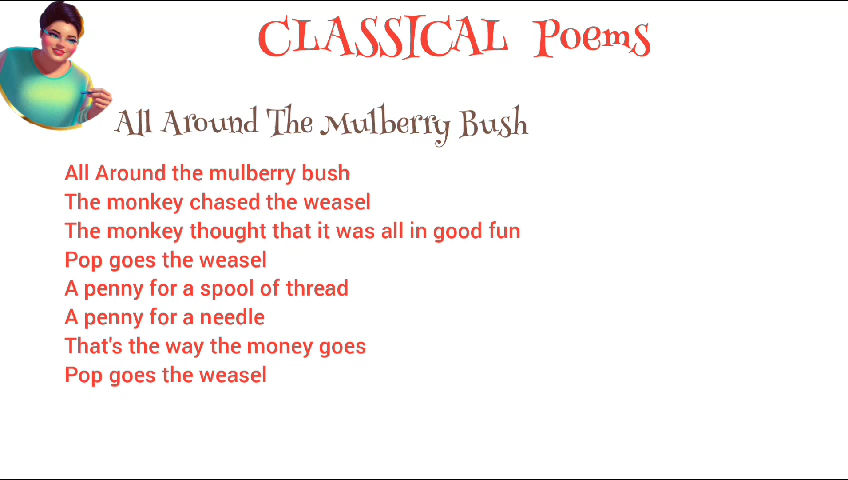 CLASSICAL Poems
All Around The Mulberry Bush
All Around the mulberry bush
The monkey chased the weasel
The monkey thought that it was all in good fun
Pop goes the weasel
A penny for a spool of thread
A penny for a needle
That's the way the money goes
Pop goes the weasel